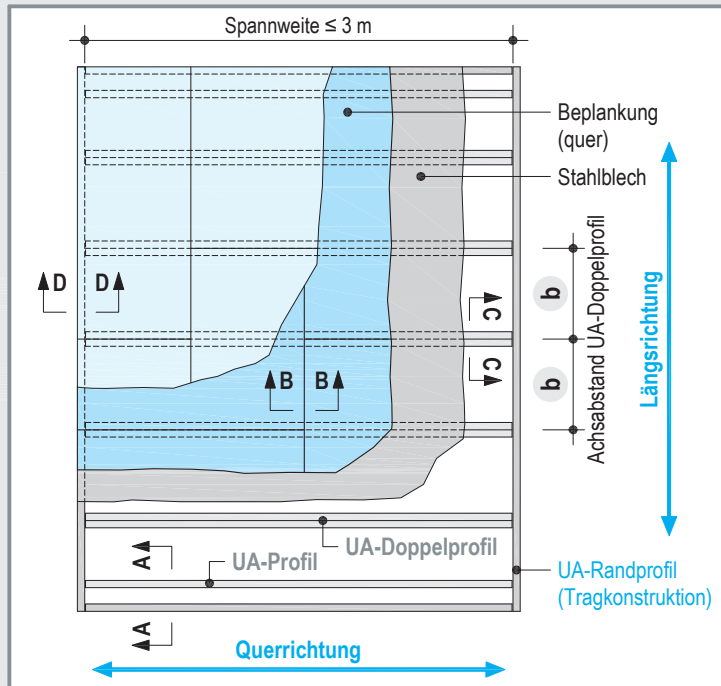 Spannweite ≤ 3 m
Beplankung
(quer)
Stahlblech
D D
C
C
B B
b
b
Achsabstand UA-Doppelprofil
Längsrichtung
UA-Doppelprofil
A
UA-Profil
UA-Randprofil
(Tragkonstruktion)
A
Querrichtung